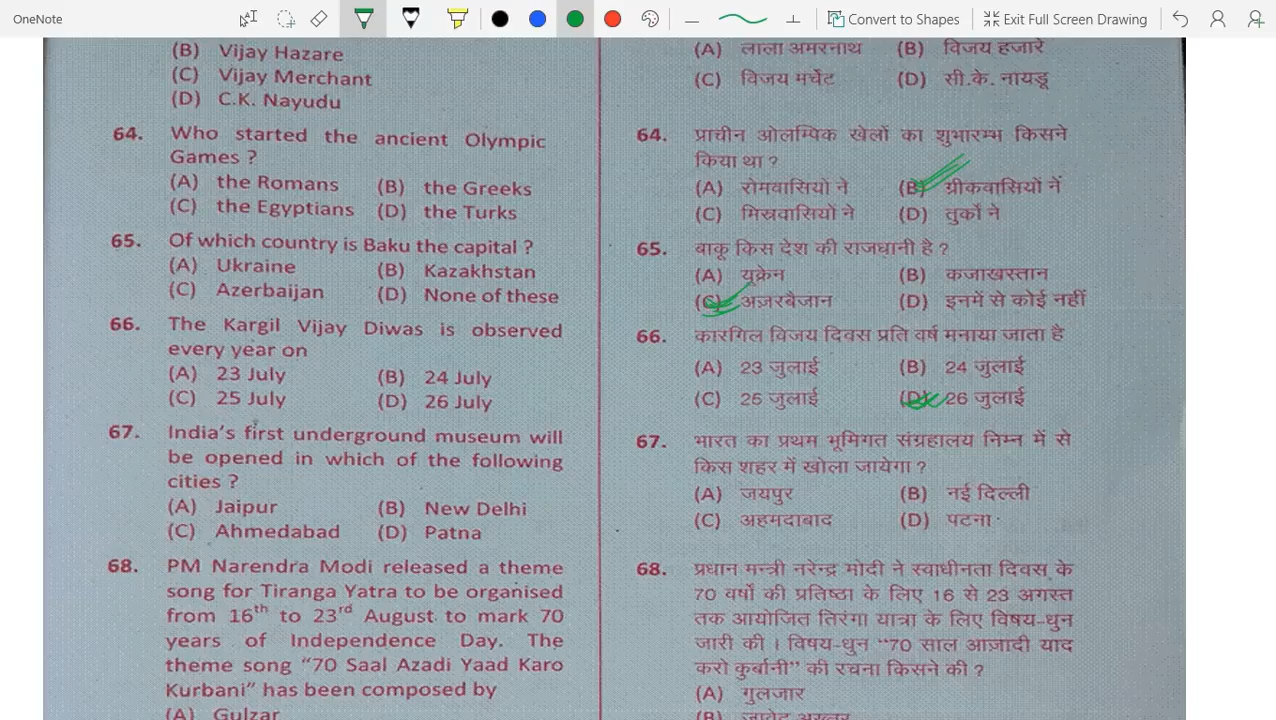 OneNote
Convert to Shapes
Exit Full Screen Drawing
(B) Vijay Hazare
(C) Vijay Merchant
(D) C.K. Nayudu
64. Who started the ancient Olympic
Games ?
(A) the Romans (B) the Greeks
(C) the Egyptians (D) the Turks
65. Of which country is Baku the capital ?
(A) Ukraine (B) Kazakhstan
(C) Azerbaijan (D) None of these
66. The Kargil Vijay Diwas is observed
every year on
(A) 23 July (B) 24 July
(C) 25 July (D) 26 July
67. India's first underground museum will
be opened in which of the following
cities ?
(A) Jaipur (B) New Delhi
(C) Ahmedabad (D) Patna
68. PM Narendra Modi released a theme
song for Tiranga Yatra to be organised
from 16th to 23rd August to mark 70
years of Independence Day. The
theme song "70 Saal Azadi Yaad Karo
Kurbani" has been composed by
(A) Gulzar
(A) लाला अमरनाथ (B) विजय हजारे
(C) विजय मर्चेट (D) सी.के. नायडू
64. प्राचीन ओलम्पिक खेलों का शुभारम्भ किसने
किया था ?
(A) रोमवासियों ने (B) ग्रीकवासियों नें
(C) मिस्रवासियों ने (D) तुर्कों ने
65. बाकू किस देश की राजधानी है ?
(A) यूक्रेन (B) कजाखस्तान
(C) अज़रबैजान (D) इनमें से कोई नहीं
66. कारगिल विजय दिवस प्रति वर्ष मनाया जाता है
(A) 23 जुलाई (B) 24 जुलाई
(C) 25 जुलाई (D) 26 जुलाई
67. भारत का प्रथम भूमिगत संग्रहालय निम्न में से
किस शहर में खोला जायेगा ?
(A) जयपुर (B) नई दिल्ली
(C) अहमदाबाद (D) पटना
68. प्रधान मन्त्री नरेन्द्र मोदी ने स्वाधीनता दिवस के
70 वर्षों की प्रतिष्ठा के लिए 16 से 23 अगस्त
तक आयोजित तिरंगा यात्रा के लिए विषय-धुन
जारी की । विषय-धुन "70 साल आज़ादी याद
करो कुर्बानी" की रचना किसने की ?
(A) गुलजार
(B) जावेद अख्तर